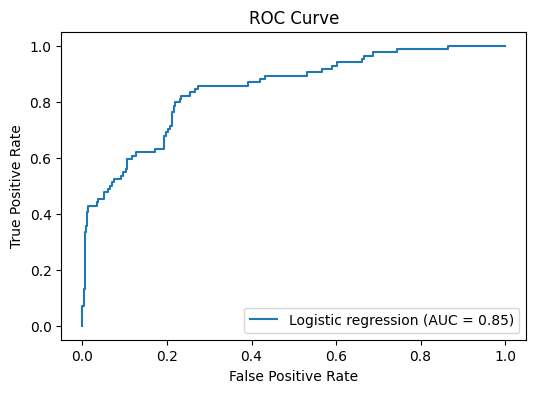 ROC Curve
True Positive Rate
1.0
0.8
0.6
0.4
0.2
0.0
Logistic regression (AUC = 0.85)
0.0 0.2 0.4 0.6 0.8 1.0
False Positive Rate